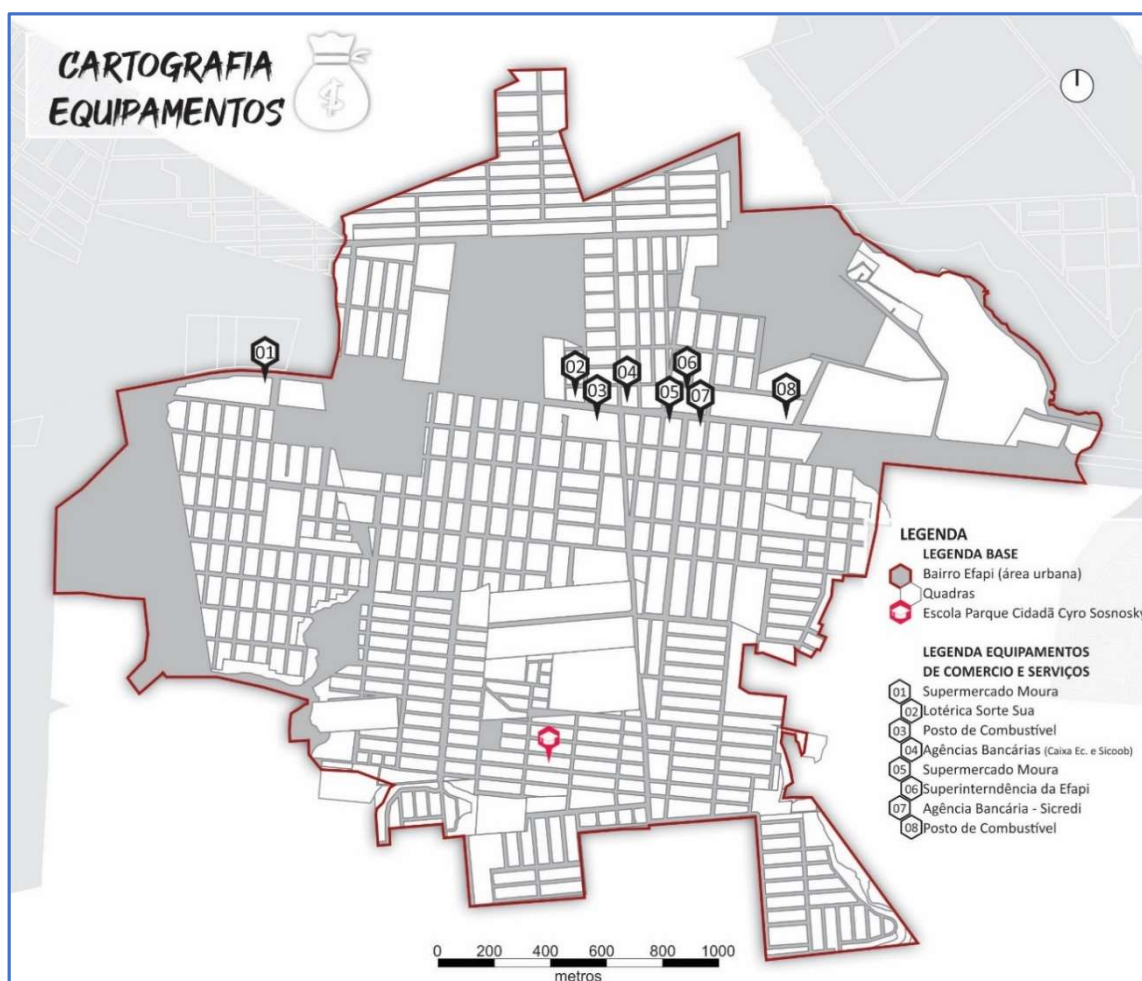 CARTOGRAFIA
EQUIPAMENTOS
01
02
03
04
05
06
07
08
LEGENDA
LEGENDA BASE
Bairro Efapi (área urbana)
Quadras
Escola Parque Cidadã Cyro Sosnosky
LEGENDA EQUIPAMENTOS
DE COMERCIO E SERVIÇOS
01 Supermercado Moura
02 Lotérica Sorte Sua
03 Posto de Combustível
04 Agências Bancárias (Caixa Ec. e Sicoob)
05 Supermercado Moura
06 Superinterndência da Efapi
07 Agência Bancária - Sicredi
08 Posto de Combustível
0 200 400 600 800 1000
metros